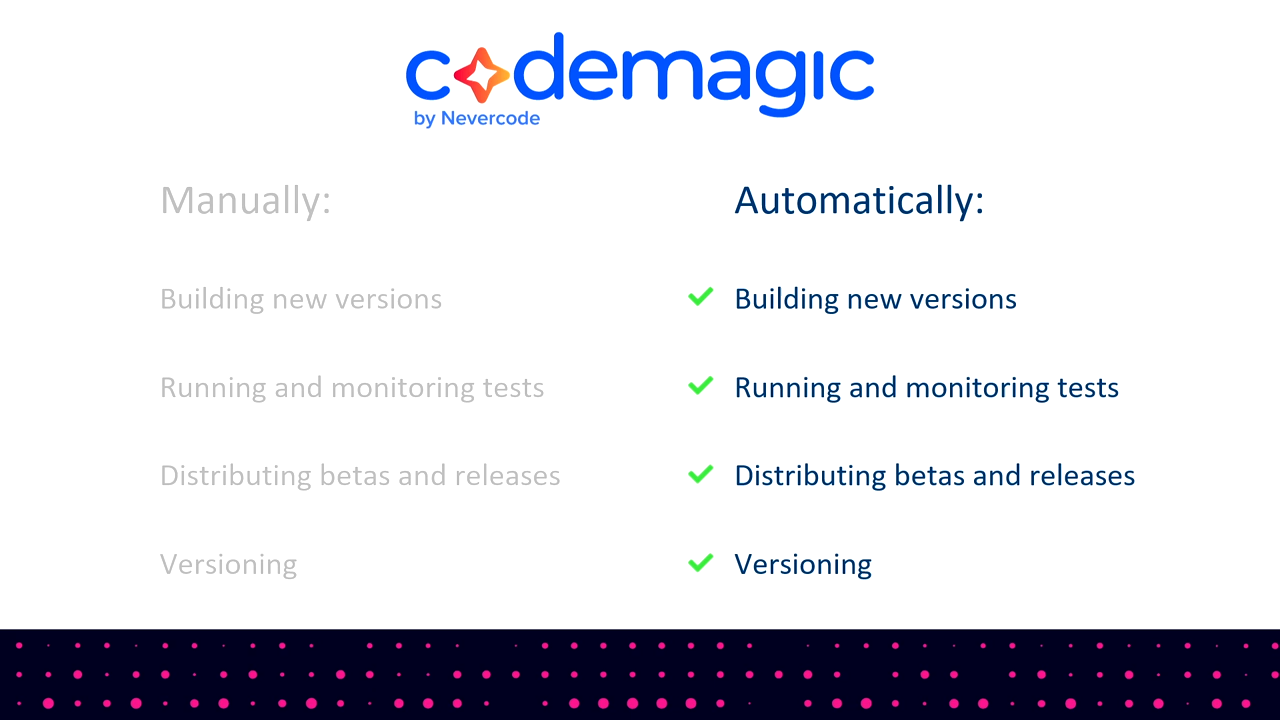 codemagic
by Nevercode
Manually:
Building new versions
Running and monitoring tests
Distributing betas and releases
Versioning
Automatically:
Building new versions
Running and monitoring tests
Distributing betas and releases
Versioning